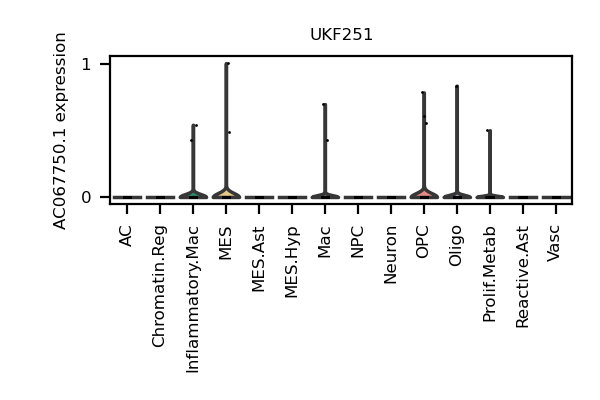 UKF251
AC067750.1 expression
1
0
AC
Chromatin.Reg
Inflammatory.Mac
MES
MES.Ast
MES.Hyp
Mac
NPC
Neuron
OPC
Oligo
Prolif.Metab
Reactive.Ast
Vasc